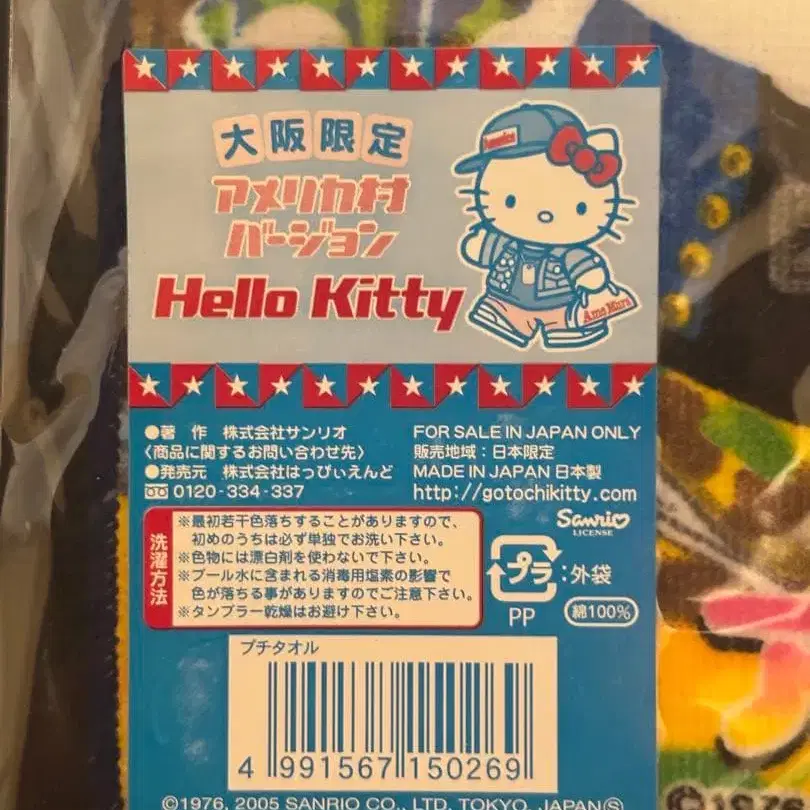 大阪限定
アメリカ村
バージョン
Hello Kitty
America
Ame Mura
●著 作 株式会社サンリオ
〈商品に関するお問い合わせ先〉
●発売元 株式会社はっぴぃえんど
0120-334-337
FOR SALE IN JAPAN ONLY
販売地域：日本限定
MADE IN JAPAN 日本製
http://gotochikitty.com
洗濯方法
※最初若干色落ちすることがありますので、
初めのうちは必ず単独でお洗い下さい。
※色物には漂白剤を使わないで下さい。
※プール水に含まれる消毒用塩素の影響で
色が落ちる事がありますのでご注意下さい。
※タンブラー乾燥はお避け下さい。
Sanrio
LICENSE
プラ：外袋
PP
綿100%
プチタオル
4 991567 150269
©1976, 2005 SANRIO CO., LTD. TOKYO, JAPAN Ⓢ
©1976